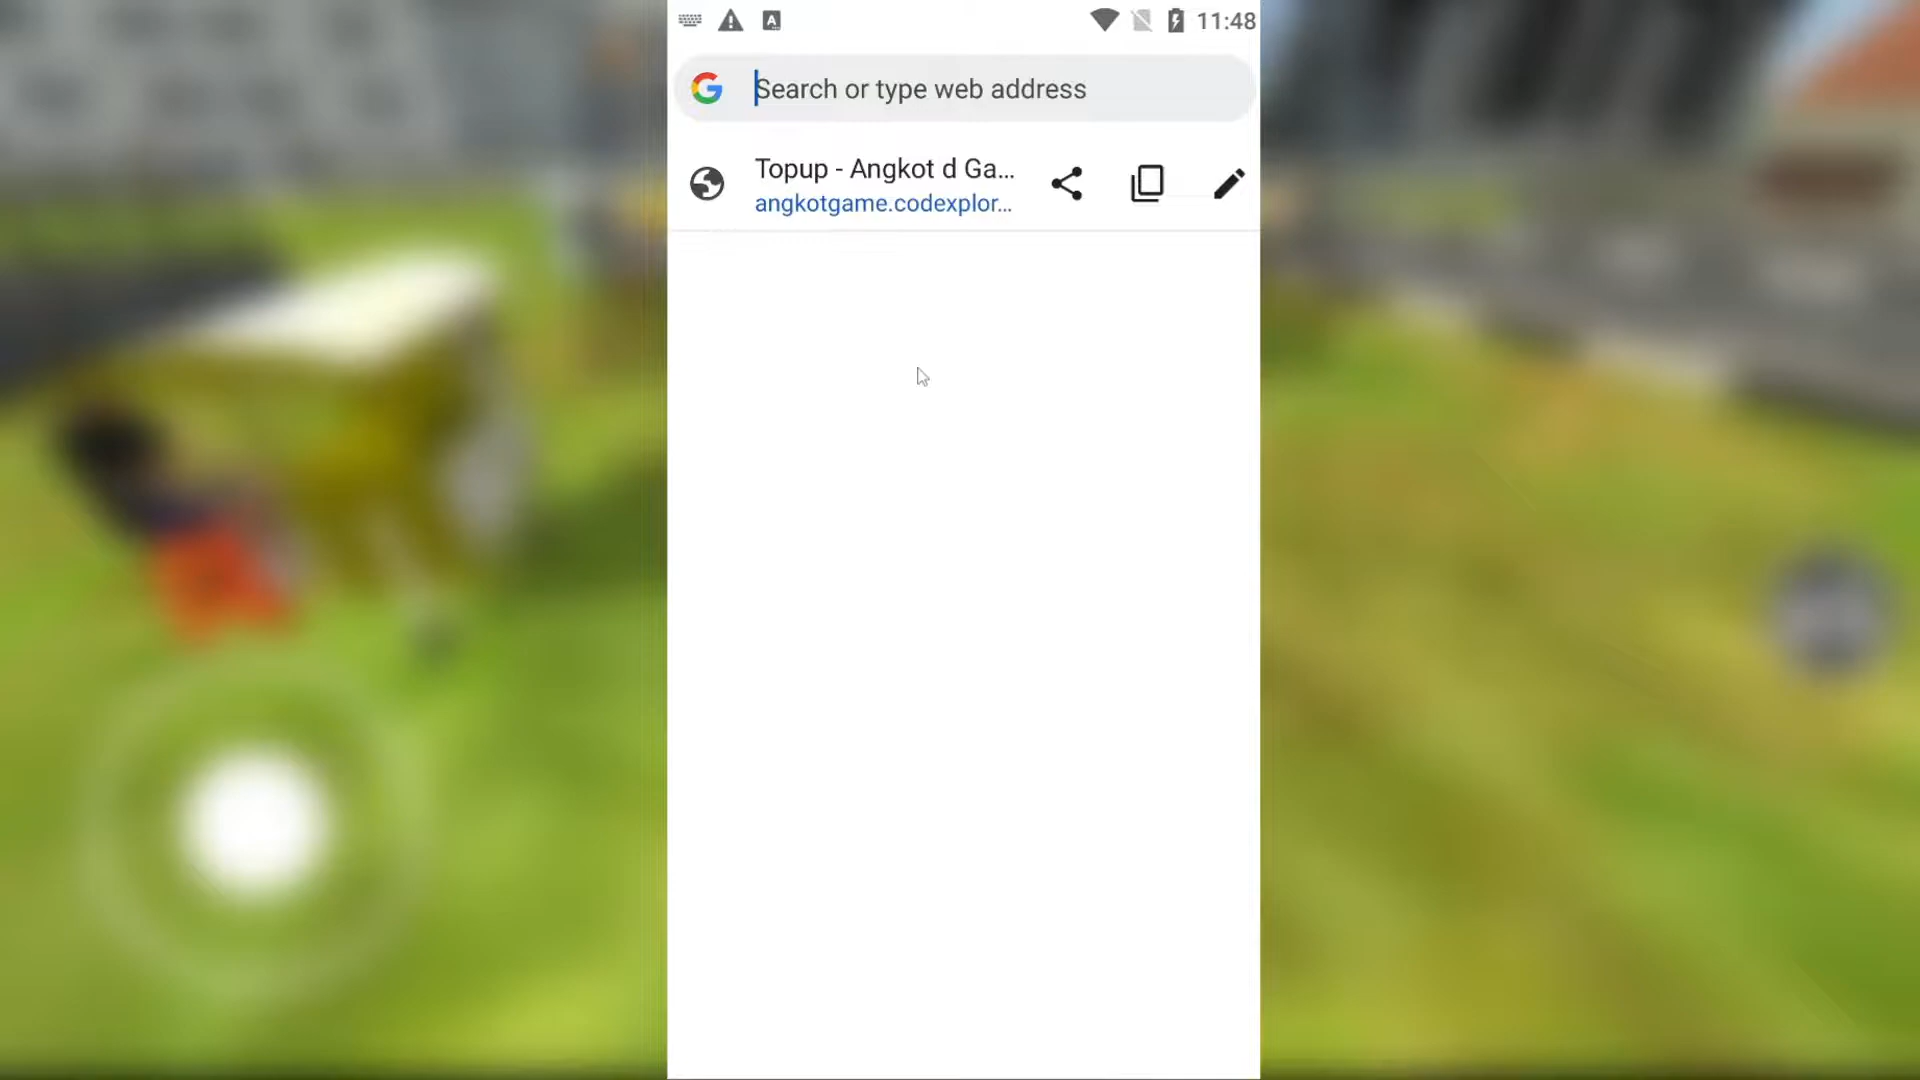 11:48
Search or type web address
Topup - Angkot d Ga...
angkotgame.codexplor...